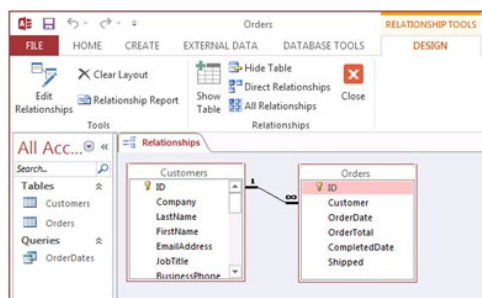 Orders
RELATIONSHIP TOOLS
FILE HOME CREATE EXTERNAL DATA DATABASE TOOLS DESIGN
Edit Relationships
Clear Layout
Relationship Report
Tools
Show Table
Hide Table
Direct Relationships
All Relationships
Close
Relationships
All Acc...
Search...
Tables
Customers
Orders
Queries
OrderDates
Relationships
Customers
ID
Company
LastName
FirstName
EmailAddress
JobTitle
BusinessPhone
1
∞
Orders
ID
Customer
OrderDate
OrderTotal
CompletedDate
Shipped